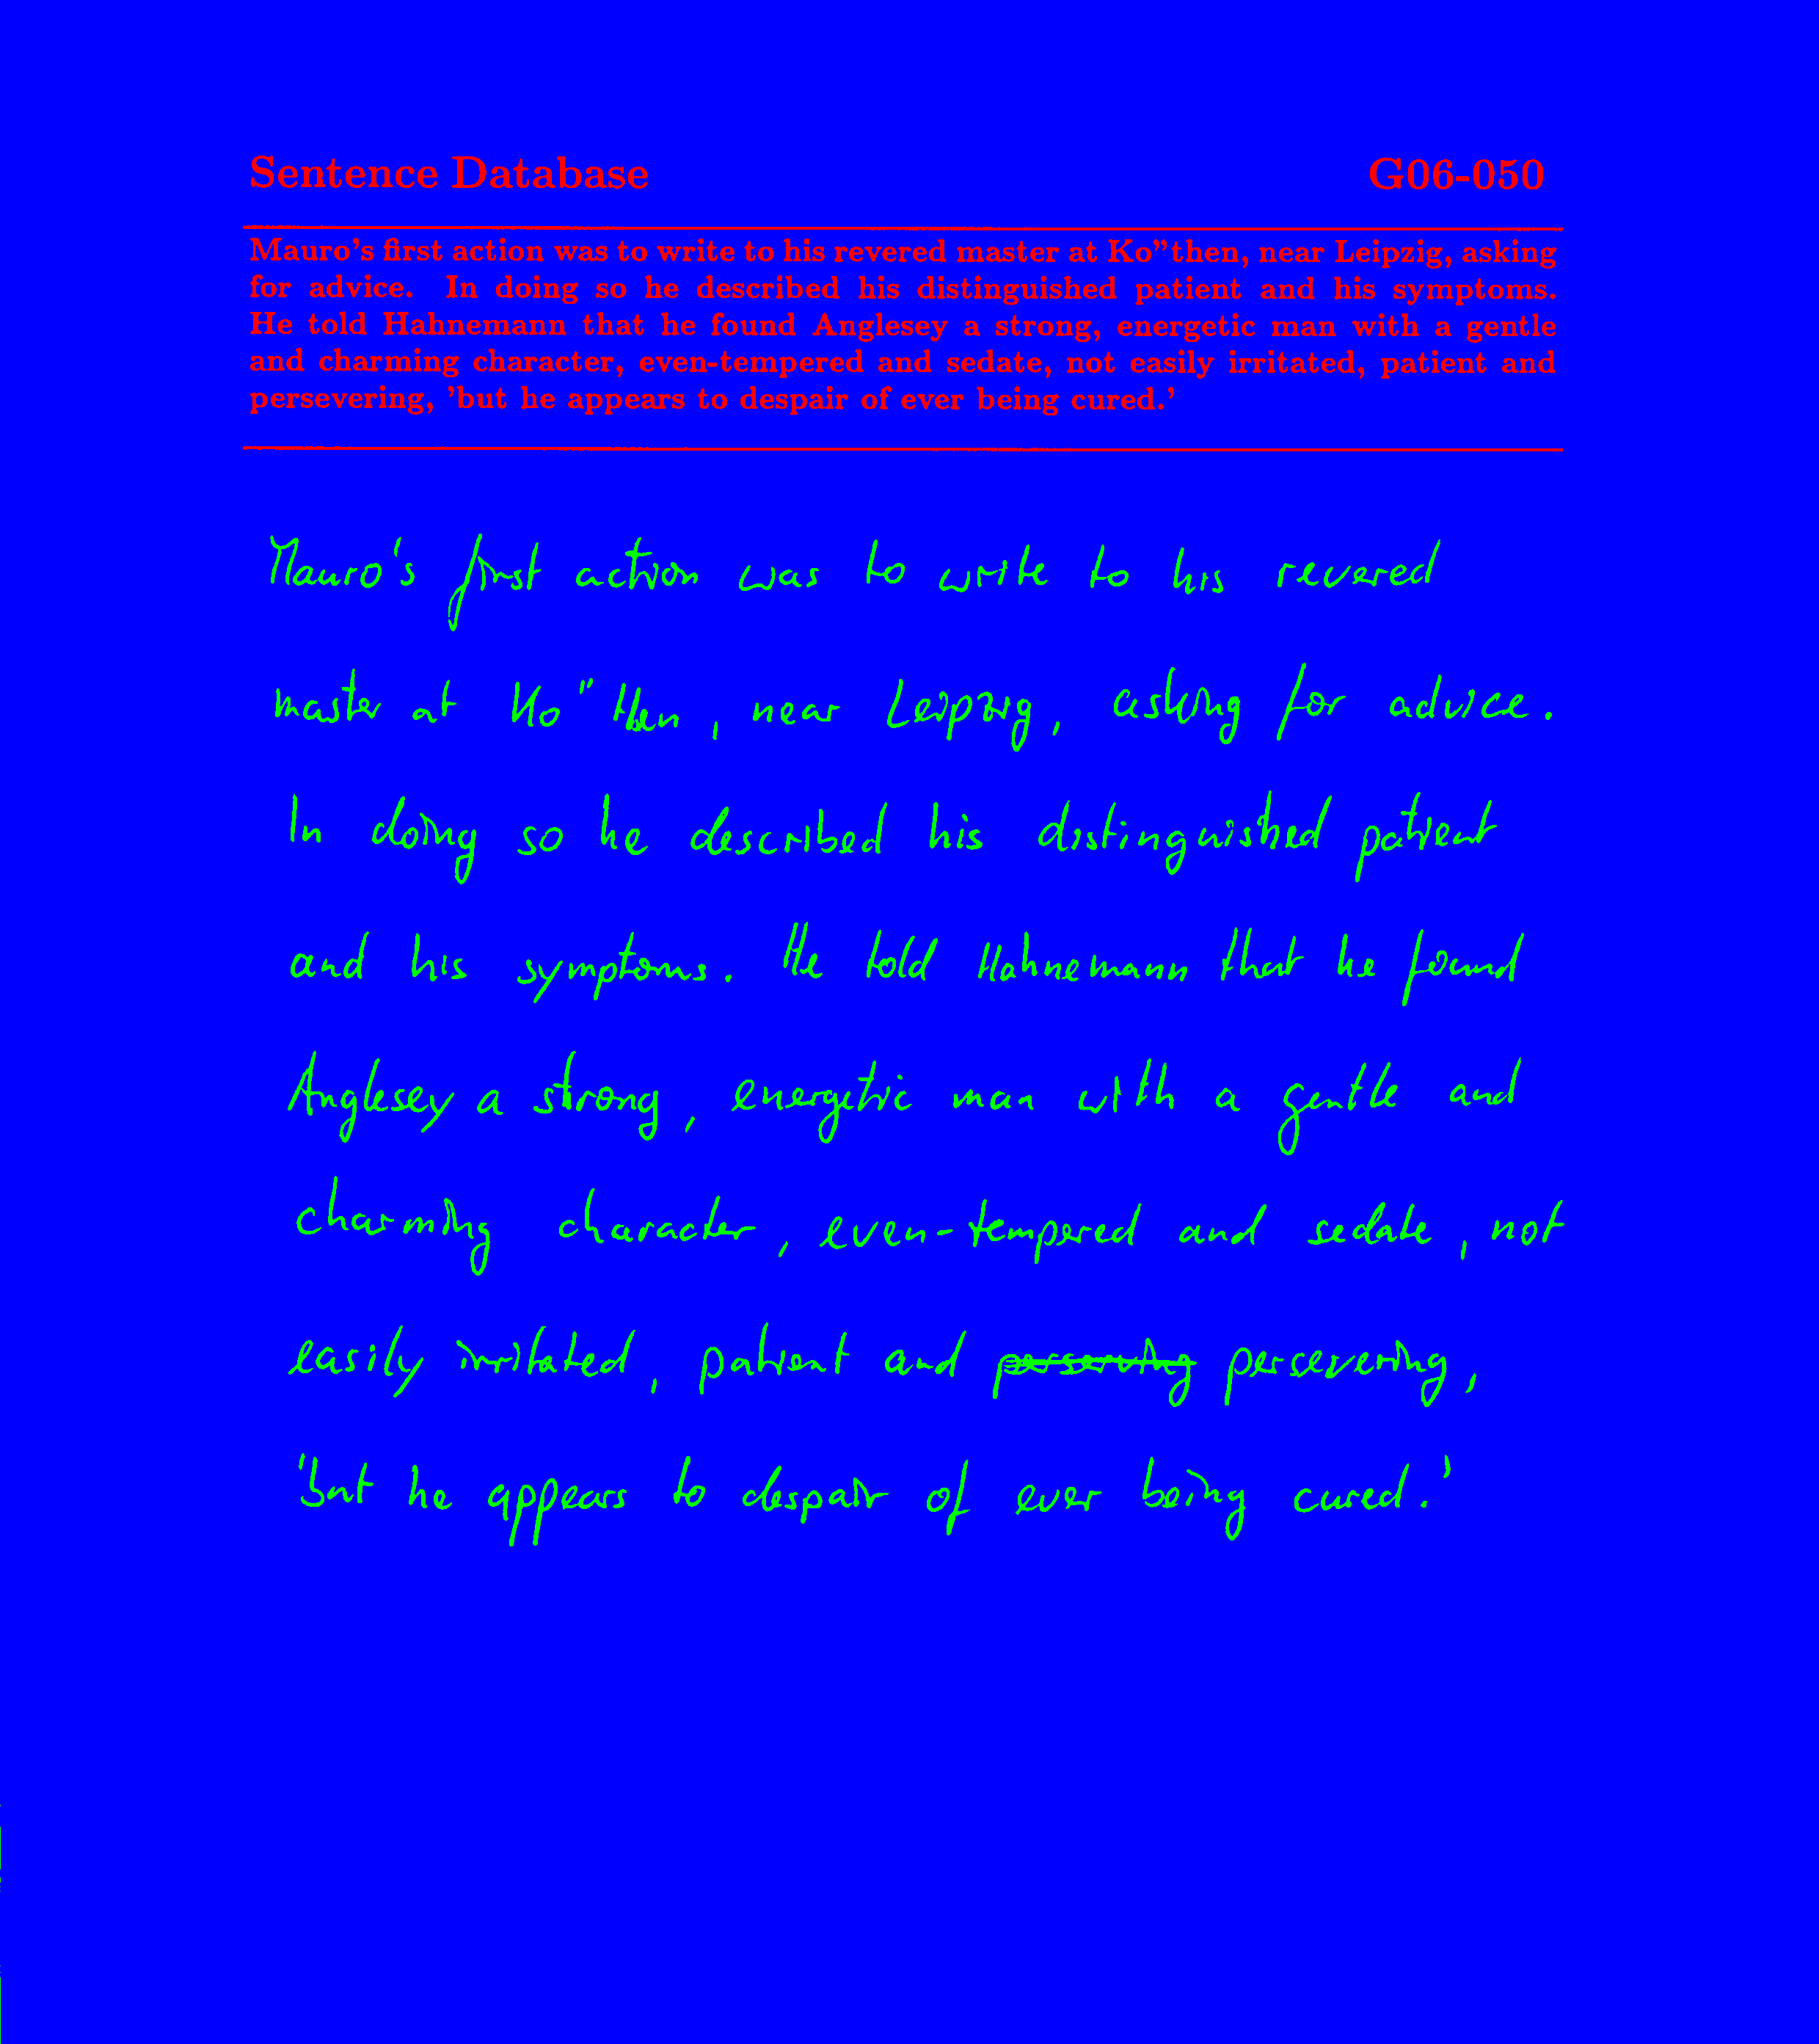 Sentence Database G06-050
Mauro's first action was to write to his revered master at Ko"then, near Leipzig, asking
for advice. In doing so he described his distinguished patient and his symptoms.
He told Hahnemann that he found Anglesey a strong, energetic man with a gentle
and charming character, even-tempered and sedate, not easily irritated, patient and
persevering, 'but he appears to despair of ever being cured.'
Mauro's first action was to write to his revered
master at Ko"then, near Leipzig, asking for advice.
In doing so he described his distinguished patient
and his symptoms. He told Hahnemann that he found
Anglesey a strong, energetic man with a gentle and
charming character, even-tempered and sedate, not
easily irritated, patient and persevering,
'but he appears to despair of ever being cured.'